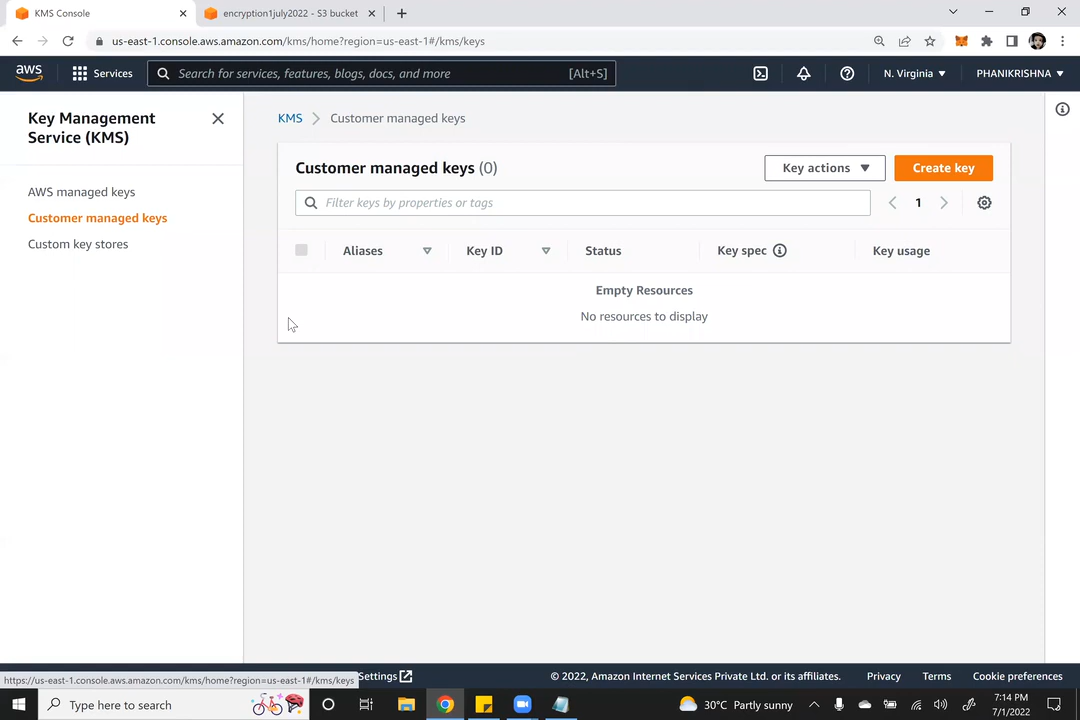 KMS Console
encryption1july2022 - S3 bucket
us-east-1.console.aws.amazon.com/kms/home?region=us-east-1#/kms/keys
aws
Services
Search for services, features, blogs, docs, and more
[Alt+S]
N. Virginia
PHANIKRISHNA
Key Management
Service (KMS)
AWS managed keys
Customer managed keys
Custom key stores
KMS
Customer managed keys
Customer managed keys (0)
Key actions
Create key
Filter keys by properties or tags
1
Aliases
Key ID
Status
Key spec
Key usage
Empty Resources
No resources to display
https://us-east-1.console.aws.amazon.com/kms/home?region=us-east-1#/kms/keys
Settings
© 2022, Amazon Internet Services Private Ltd. or its affiliates.
Privacy
Terms
Cookie preferences
Type here to search
30°C Partly sunny
7:14 PM
7/1/2022